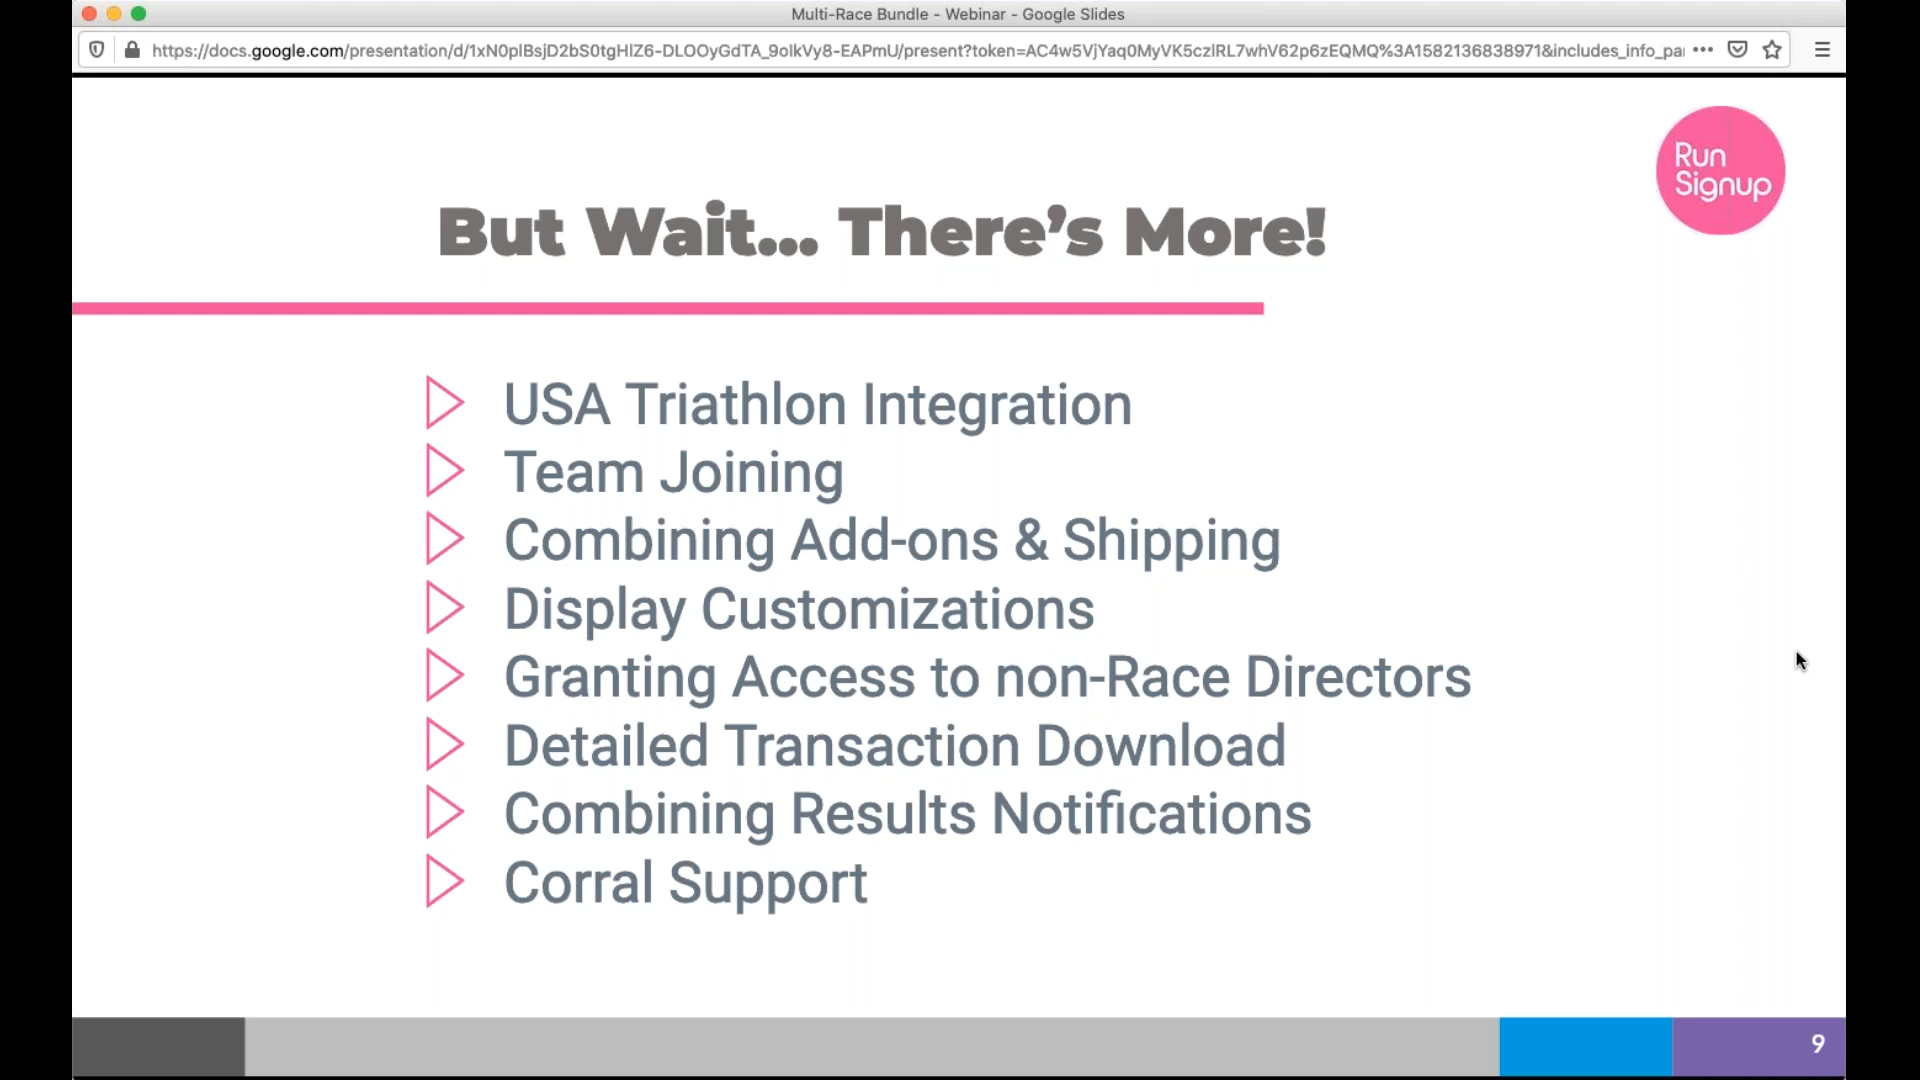 Multi-Race Bundle - Webinar - Google Slides
https://docs.google.com/presentation/d/1xN0plBsjD2bS0tgHlZ6-DLOOyGdTA_9olkVy8-EAPmU/present?token=AC4w5VjYaq0MyVK5czlRL7whV62p6zEQMQ%3A1582136838971&includes_info_pa
Run
Signup
But Wait... There's More!
USA Triathlon Integration
Team Joining
Combining Add-ons & Shipping
Display Customizations
Granting Access to non-Race Directors
Detailed Transaction Download
Combining Results Notifications
Corral Support
9